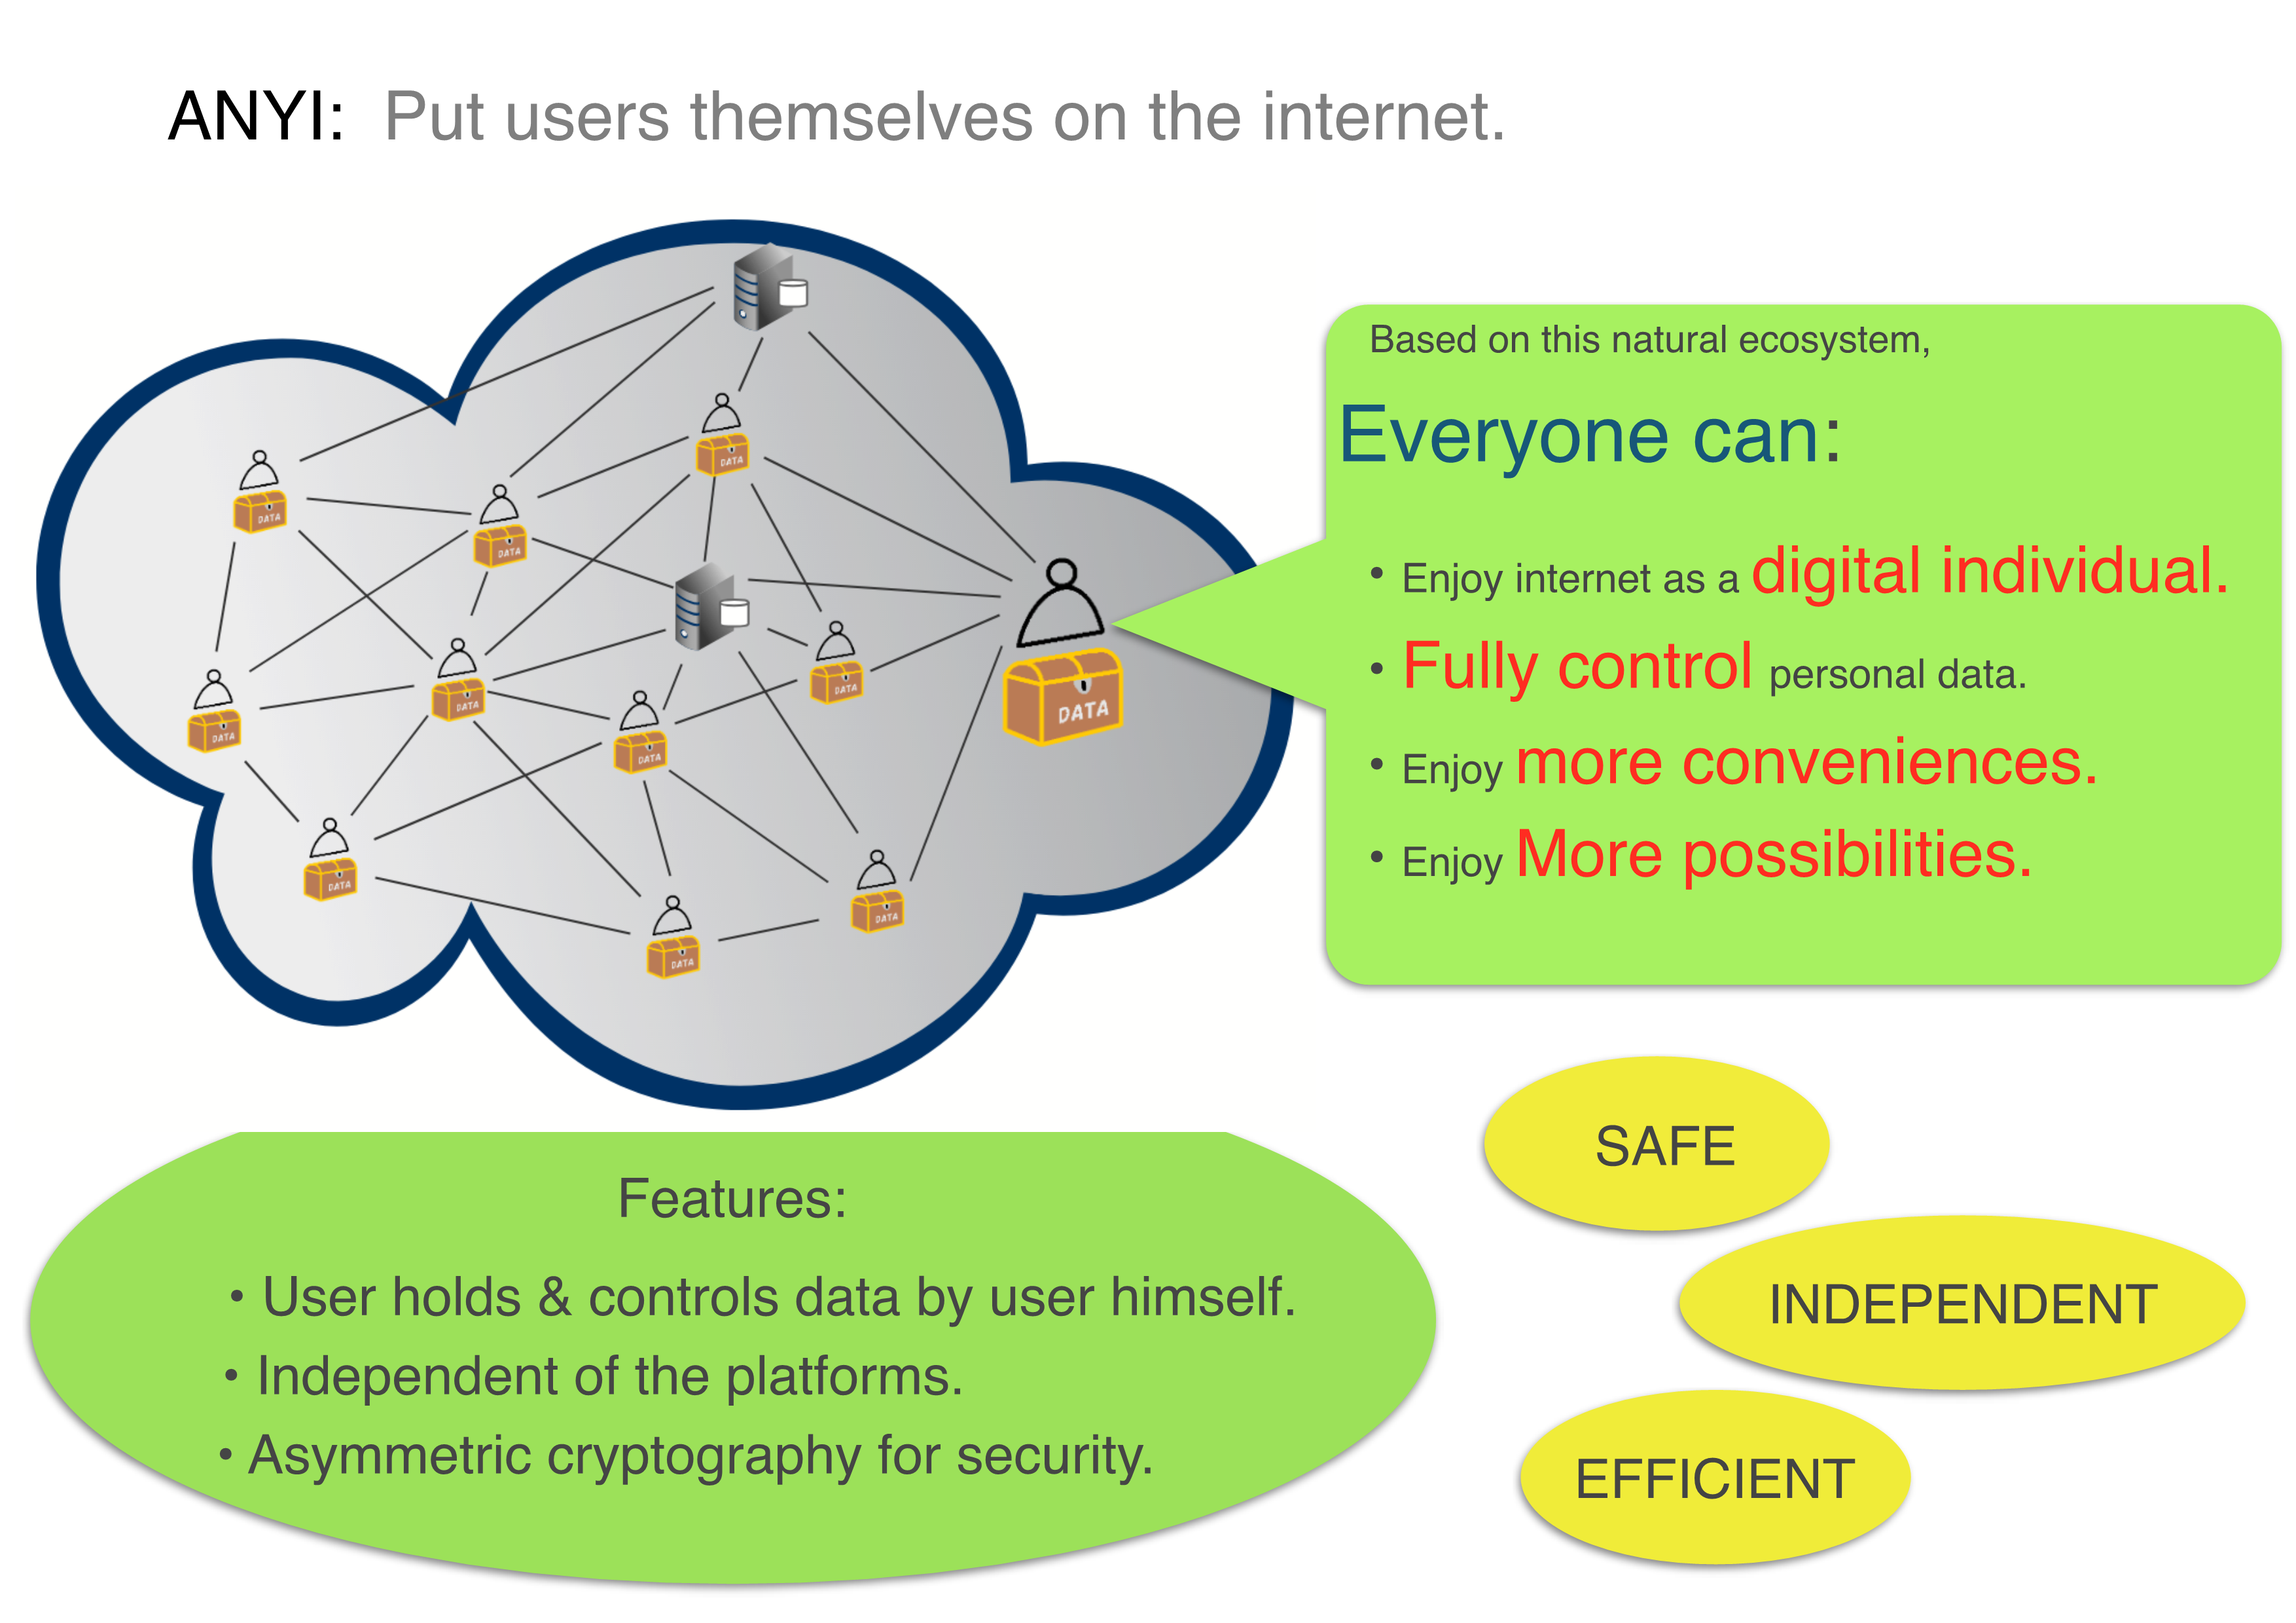 ANYI: Put users themselves on the internet.
DATA
DATA
DATA
DATA
DATA
DATA
DATA
DATA
DATA
DATA
DATA
Based on this natural ecosystem,
Everyone can:
• Enjoy internet as a digital individual.
• Fully control personal data.
• Enjoy more conveniences.
• Enjoy More possibilities.
Features:
• User holds & controls data by user himself.
• Independent of the platforms.
• Asymmetric cryptography for security.
SAFE
INDEPENDENT
EFFICIENT